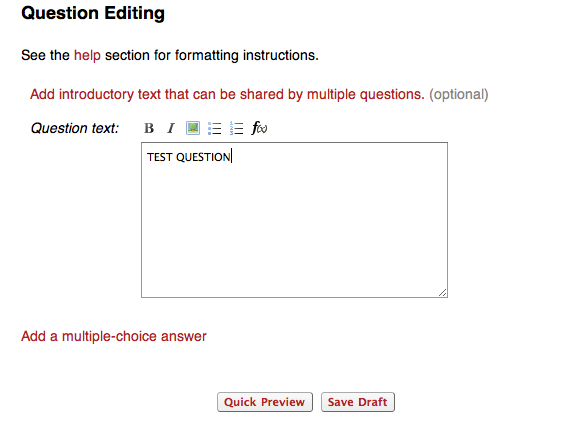 Question Editing
See the help section for formatting instructions.
Add introductory text that can be shared by multiple questions. (optional)
Question text: B I f(x)
TEST QUESTION
Add a multiple-choice answer
Quick Preview Save Draft